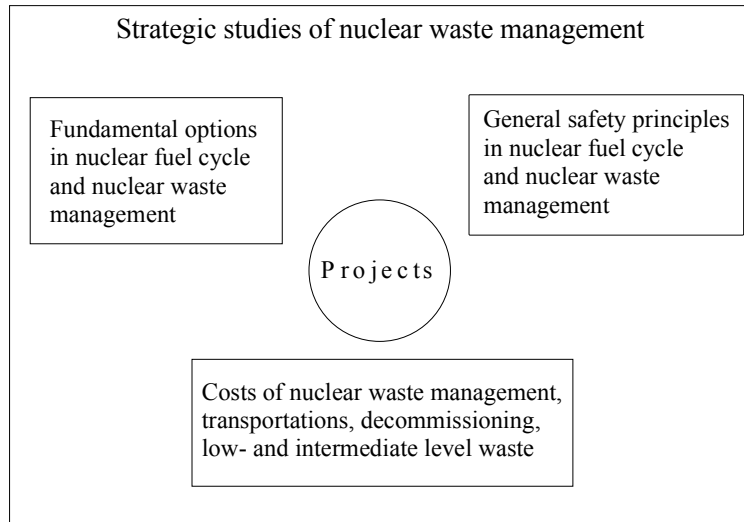 Strategic studies of nuclear waste management
Fundamental options
in nuclear fuel cycle
and nuclear waste
management
General safety principles
in nuclear fuel cycle
and nuclear waste
management
Projects
Costs of nuclear waste management,
transportations, decommissioning,
low- and intermediate level waste